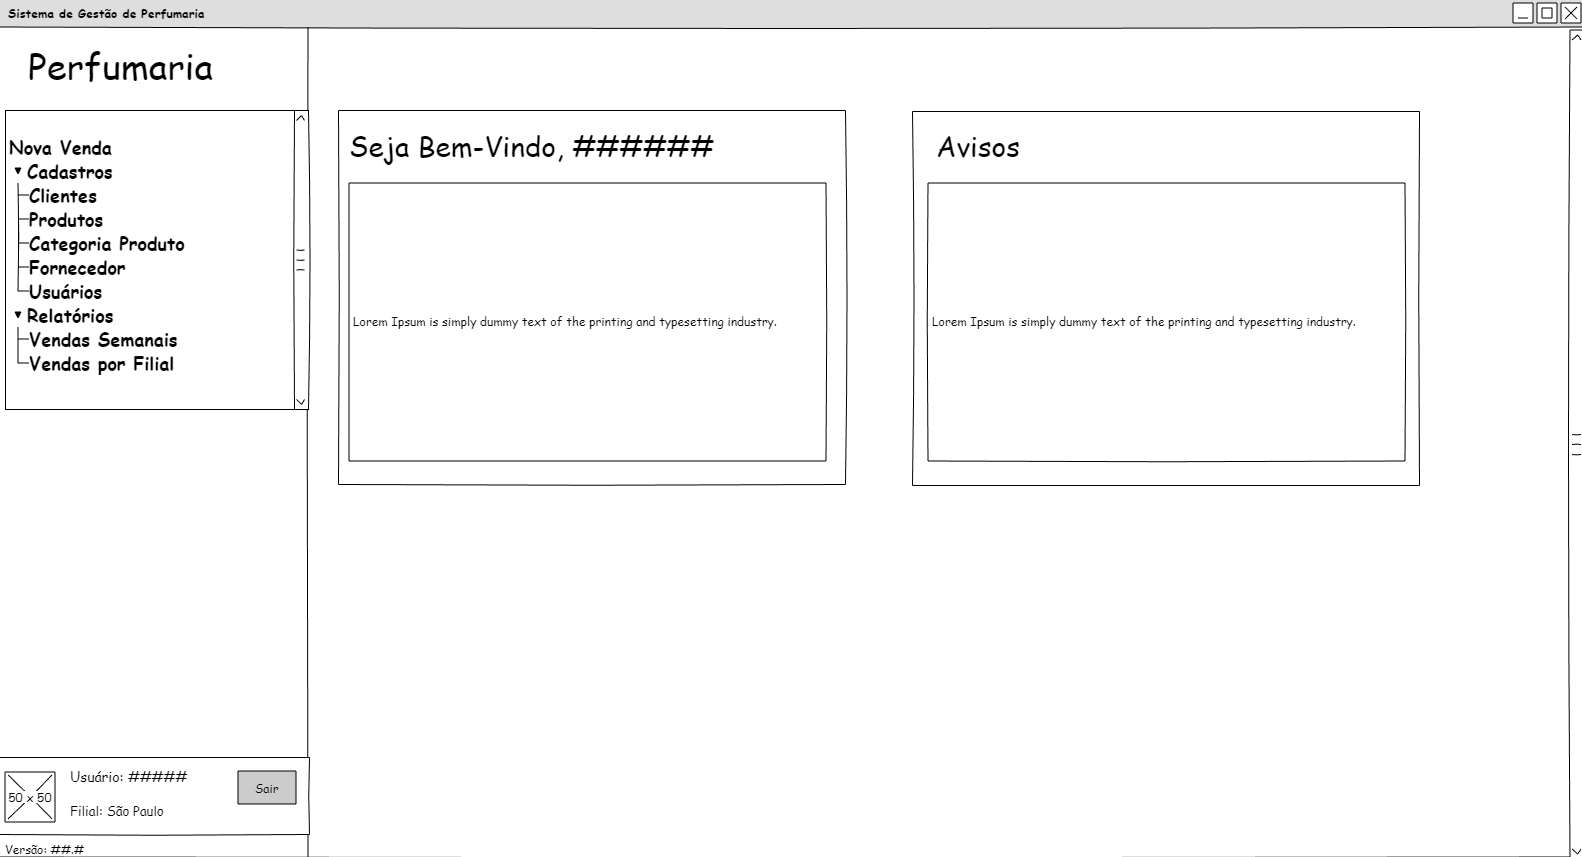 Sistema de Gestão de Perfumaria
Perfumaria
Nova Venda
Cadastros
Clientes
Produtos
Categoria Produto
Fornecedor
Usuários
Relatórios
Vendas Semanais
Vendas por Filial
Seja Bem-Vindo, ######
Lorem Ipsum is simply dummy text of the printing and typesetting industry.
Avisos
Lorem Ipsum is simply dummy text of the printing and typesetting industry.
50 x 50
Usuário: #####
Filial: São Paulo
Sair
Versão: ##.#